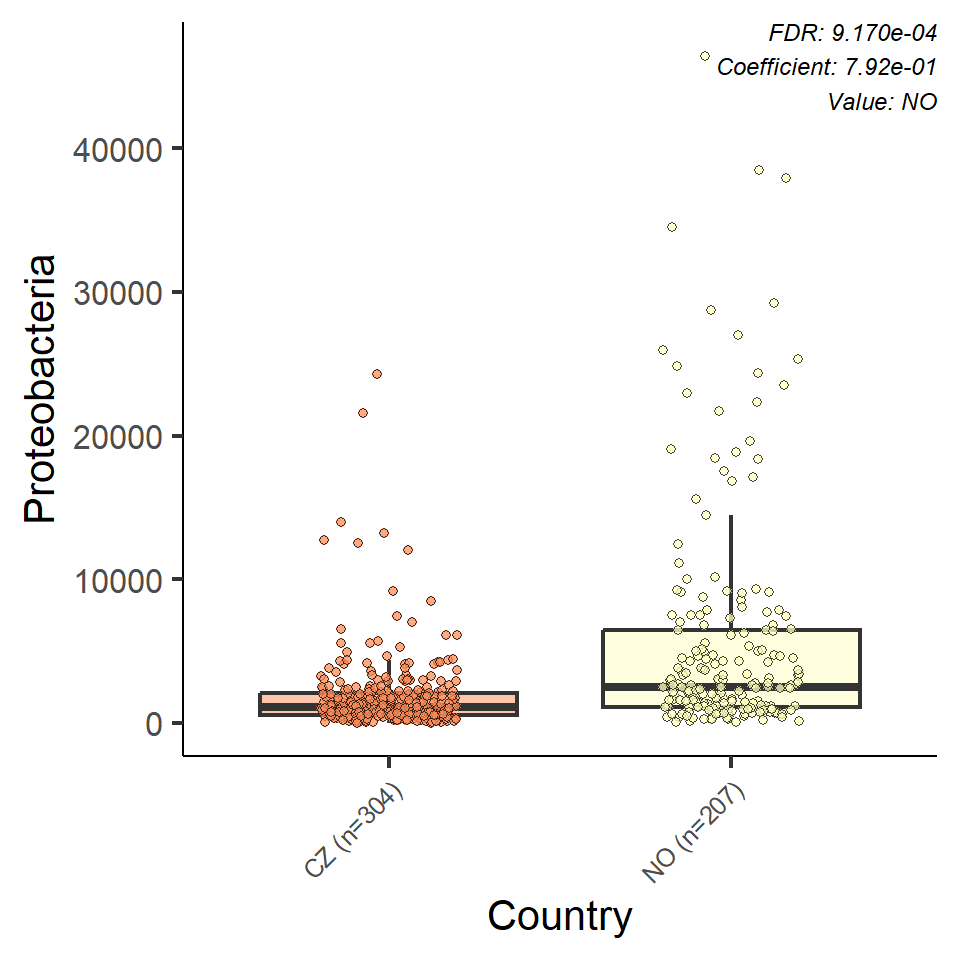 FDR: 9.170e-04
Coefficient: 7.92e-01
Value: NO
Proteobacteria
40000
30000
20000
10000
0
CZ (n=304)
NO (n=207)
Country